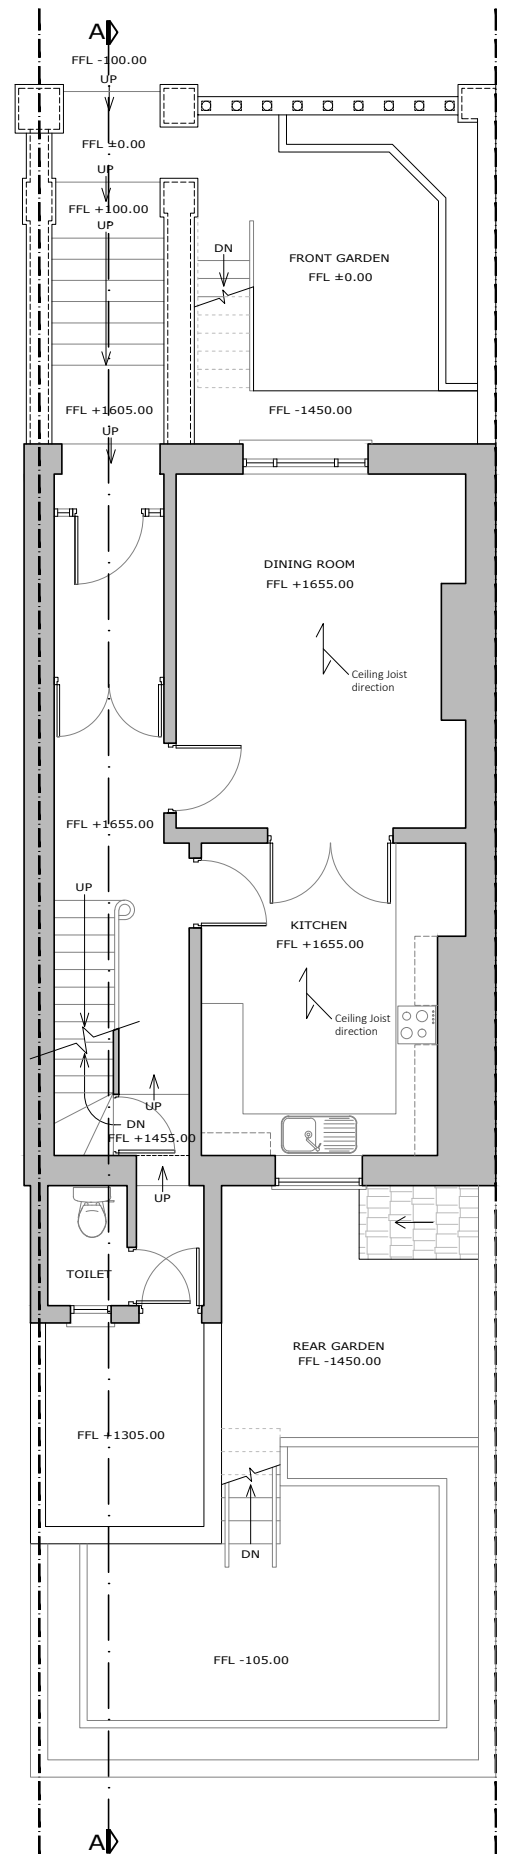 A
FFL -100.00
UP
FFL ±0.00
UP
FFL +100.00
UP
DN
FRONT GARDEN
FFL ±0.00
FFL +1605.00
FFL -1450.00
UP
DINING ROOM
FFL +1655.00
Ceiling Joist
direction
FFL +1655.00
UP
KITCHEN
FFL +1655.00
Ceiling Joist
direction
UP
DN
FFL +1455.00
UP
TOILET
REAR GARDEN
FFL -1450.00
FFL +1305.00
DN
FFL -105.00
A